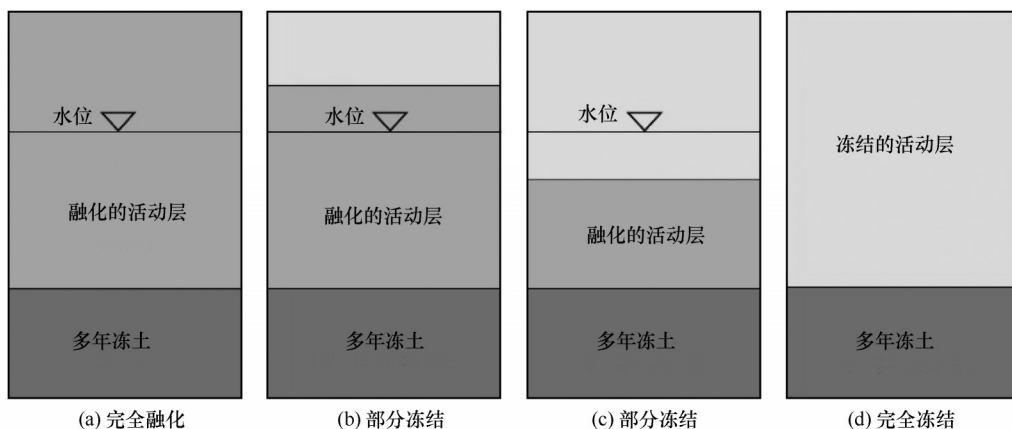 水位
融化的活动层
多年冻土
(a) 完全融化
水位
融化的活动层
多年冻土
(b) 部分冻结
水位
融化的活动层
多年冻土
(c) 部分冻结
冻结的活动层
多年冻土
(d) 完全冻结